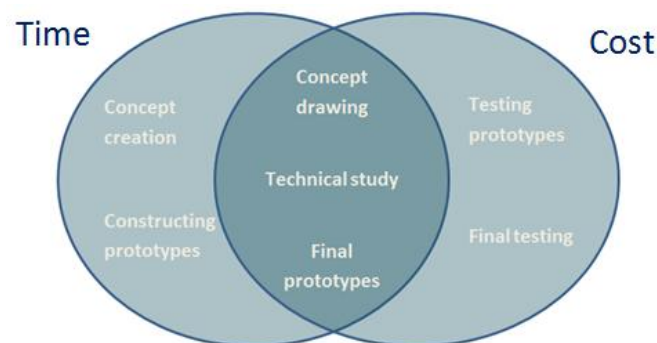 Time
Cost
Concept
creation
Constructing
prototypes
Concept
drawing
Technical study
Final
prototypes
Testing
prototypes
Final testing